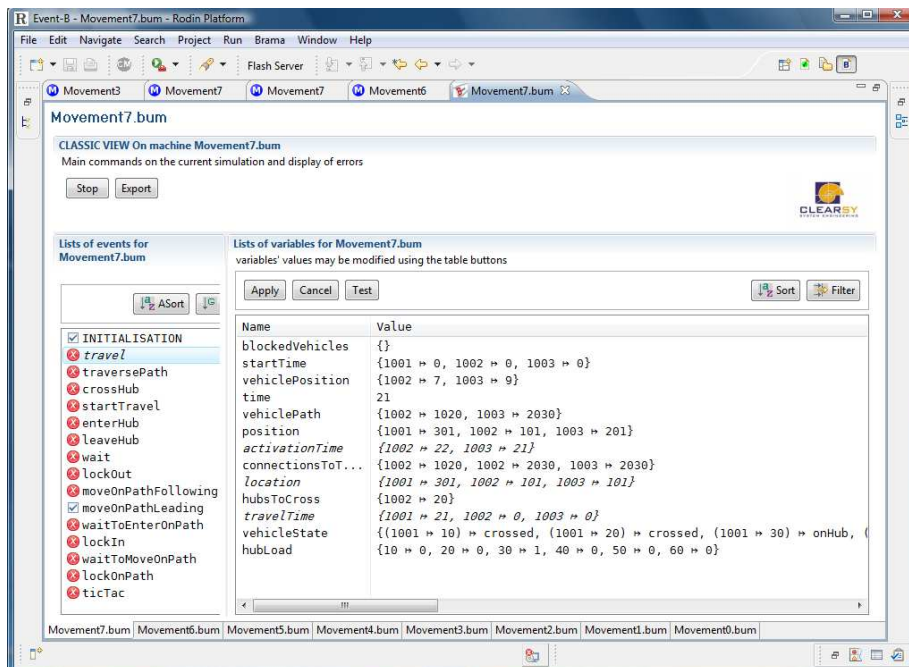 Event-B - Movement7.bum - Rodin Platform
File Edit Navigate Search Project Run Brama Window Help
Flash Server
Movement3 Movement7 Movement7 Movement6 Movement7.bum
Movement7.bum
CLASSIC VIEW On machine Movement7.bum
Main commands on the current simulation and display of errors
Stop Export
CLEARSY
SYSTEM ENGINEERING
Lists of events for
Movement7.bum
ASort
INITIALISATION
travel
traversePath
crossHub
startTravel
enterHub
leaveHub
wait
lockOut
moveOnPathFollowing
moveOnPathLeading
waitToEnterOnPath
lockIn
waitToMoveOnPath
lockOnPath
ticTac
Lists of variables for Movement7.bum
variables' values may be modified using the table buttons
Apply Cancel Test Sort Filter
Name Value
blockedVehicles {}
startTime {1001 ↦ 0, 1002 ↦ 0, 1003 ↦ 0}
vehiclePosition {1002 ↦ 7, 1003 ↦ 9}
time 21
vehiclePath {1002 ↦ 1020, 1003 ↦ 2030}
position {1001 ↦ 301, 1002 ↦ 101, 1003 ↦ 201}
activationTime {1002 ↦ 22, 1003 ↦ 21}
connectionsToT... {1002 ↦ 1020, 1002 ↦ 2030, 1003 ↦ 2030}
location {1001 ↦ 301, 1002 ↦ 101, 1003 ↦ 101}
hubsToCross {1002 ↦ 20}
travelTime {1001 ↦ 21, 1002 ↦ 0, 1003 ↦ 0}
vehicleState {(1001 ↦ 10) ↦ crossed, (1001 ↦ 20) ↦ crossed, (1001 ↦ 30) ↦ onHub, (
hubLoad {10 ↦ 0, 20 ↦ 0, 30 ↦ 1, 40 ↦ 0, 50 ↦ 0, 60 ↦ 0}
Movement7.bum Movement6.bum Movement5.bum Movement4.bum Movement3.bum Movement2.bum Movement1.bum Movement0.bum